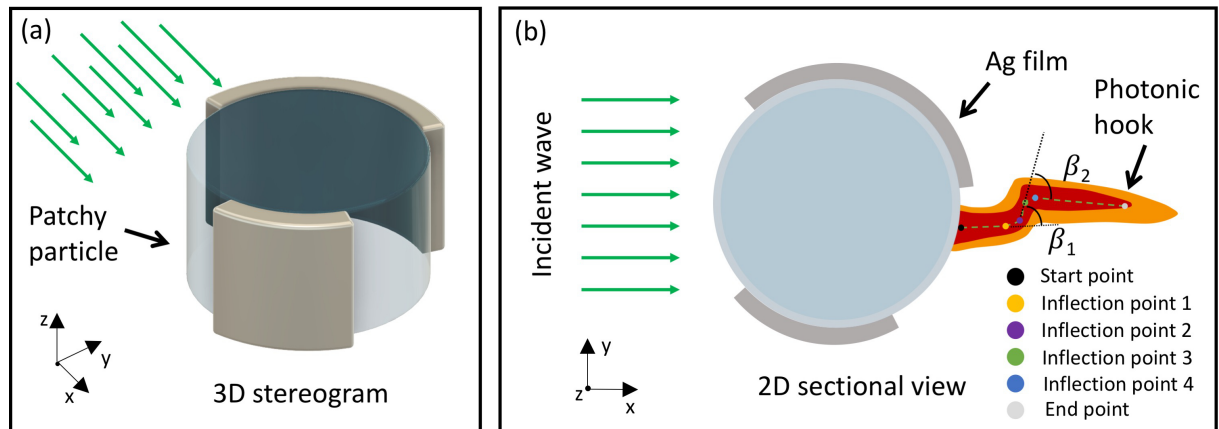 (a)
Patchy
particle
z
y
x
3D stereogram
(b)
Incident wave
Ag film
Photonic
hook
β₂
β₁
Start point
Inflection point 1
Inflection point 2
Inflection point 3
Inflection point 4
End point
y
z
x
2D sectional view